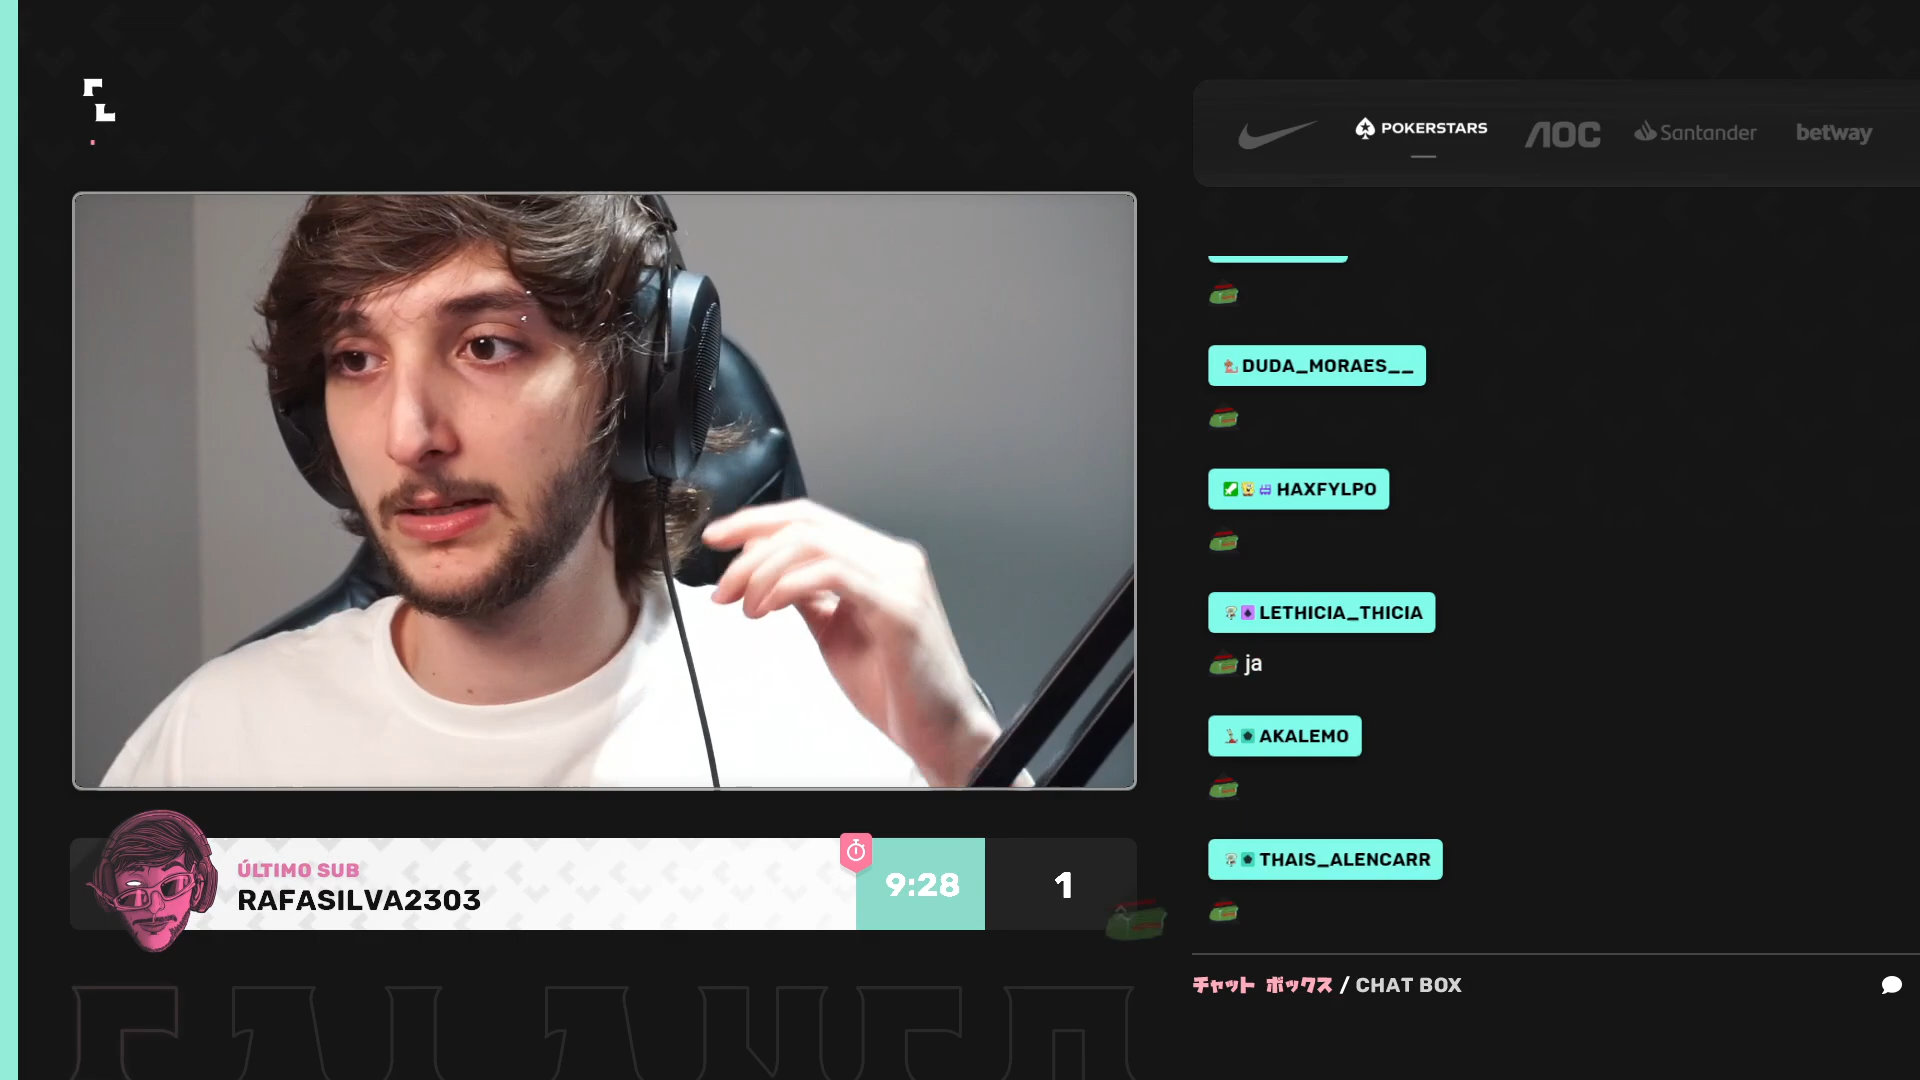 POKERSTARS
AOC
Santander
betway
DUDA_MORAES__
HAXFYLPO
LETHICIA_THICIA
ja
AKALEMO
THAIS_ALENCARR
ÚLTIMO SUB
RAFASILVA2303
9:28
1
チャット ボックス / CHAT BOX